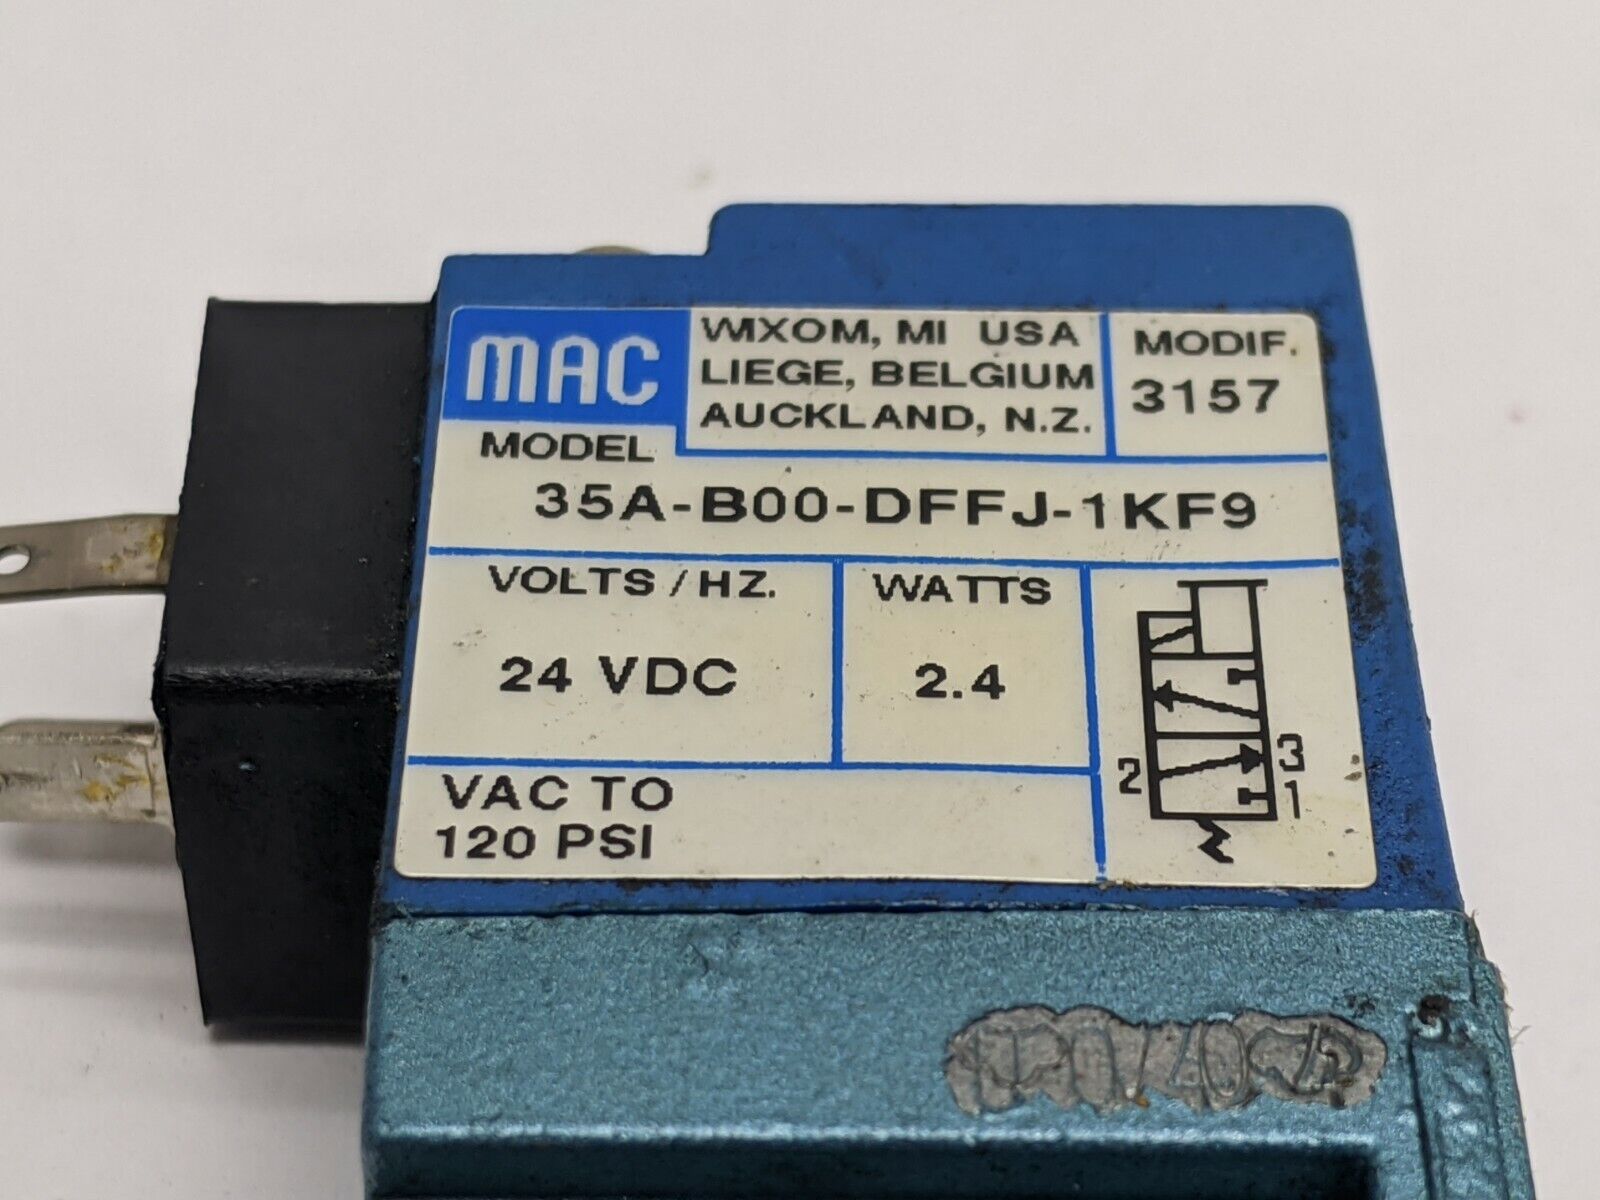 MAC
WIXOM, MI USA
LIEGE, BELGIUM
AUCKLAND, N.Z.
MODIF.
3157
MODEL
35A-B00-DFFJ-1KF9
VOLTS/HZ.
24 VDC
WATTS
2.4
VAC TO
120 PSI
2
3
1